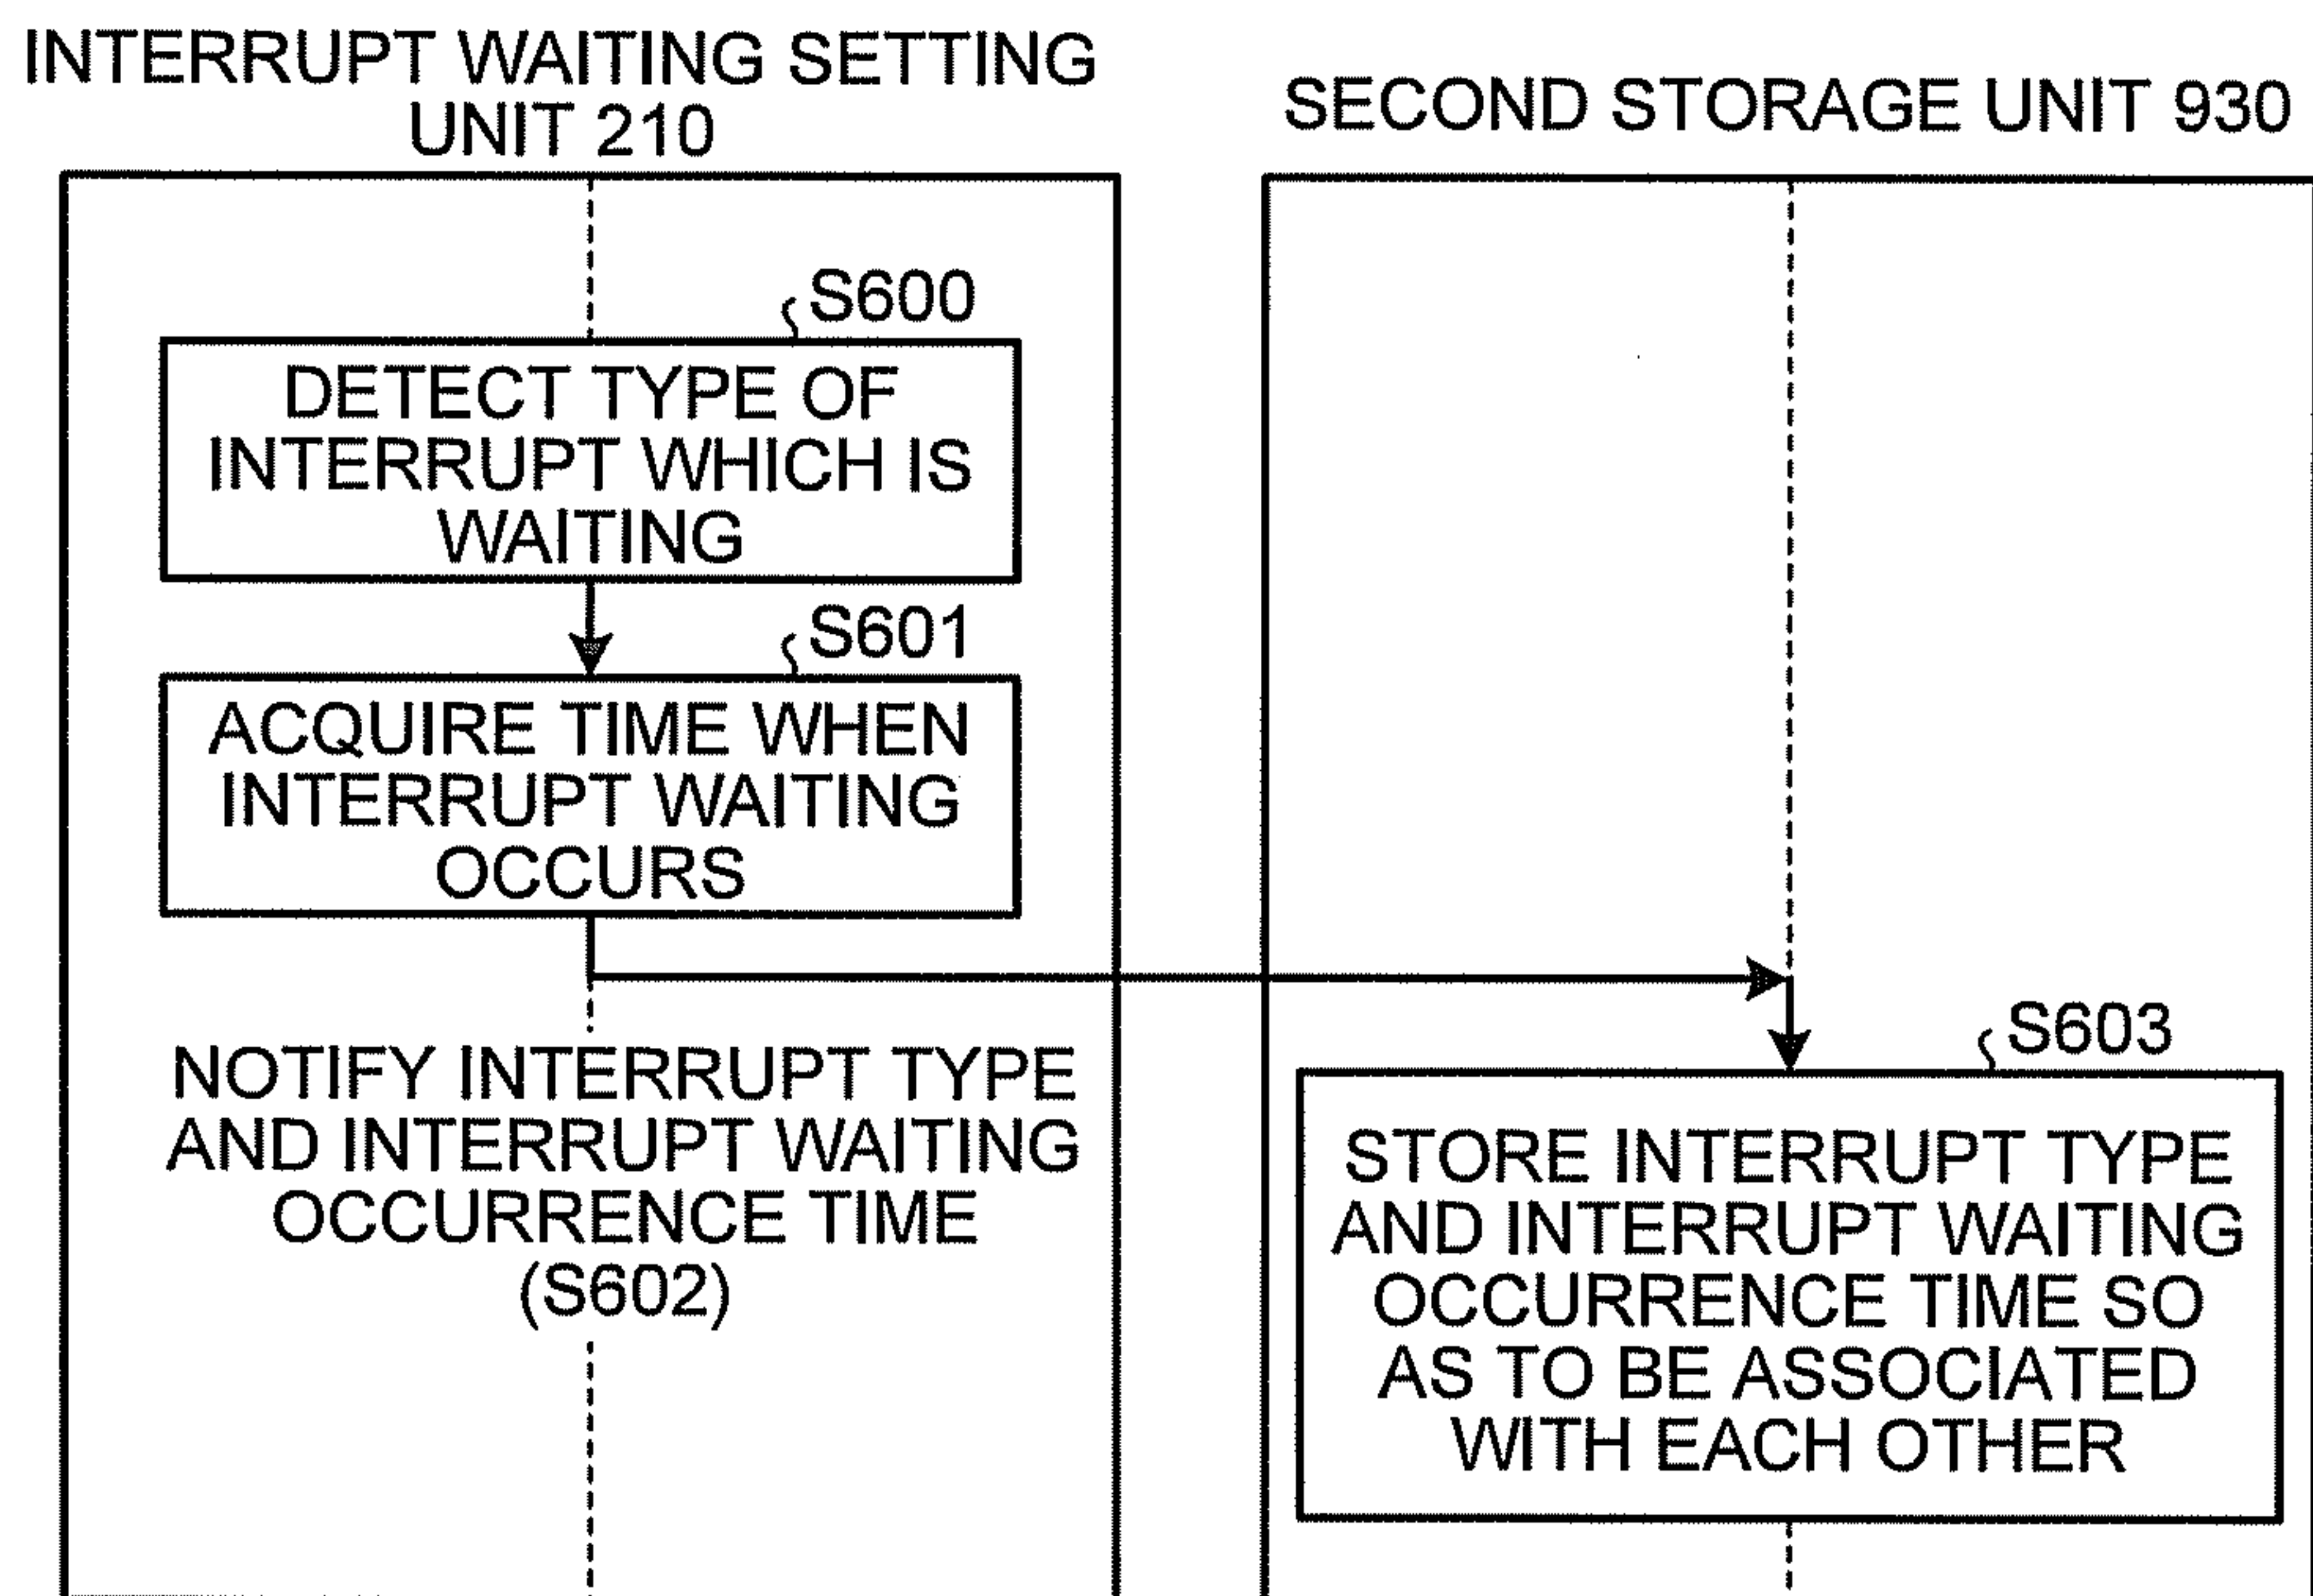 INTERRUPT WAITING SETTING
UNIT 210
SECOND STORAGE UNIT 930
S600
DETECT TYPE OF
INTERRUPT WHICH IS
WAITING
S601
ACQUIRE TIME WHEN
INTERRUPT WAITING
OCCURS
NOTIFY INTERRUPT TYPE
AND INTERRUPT WAITING
OCCURRENCE TIME
(S602)
S603
STORE INTERRUPT TYPE
AND INTERRUPT WAITING
OCCURRENCE TIME SO
AS TO BE ASSOCIATED
WITH EACH OTHER